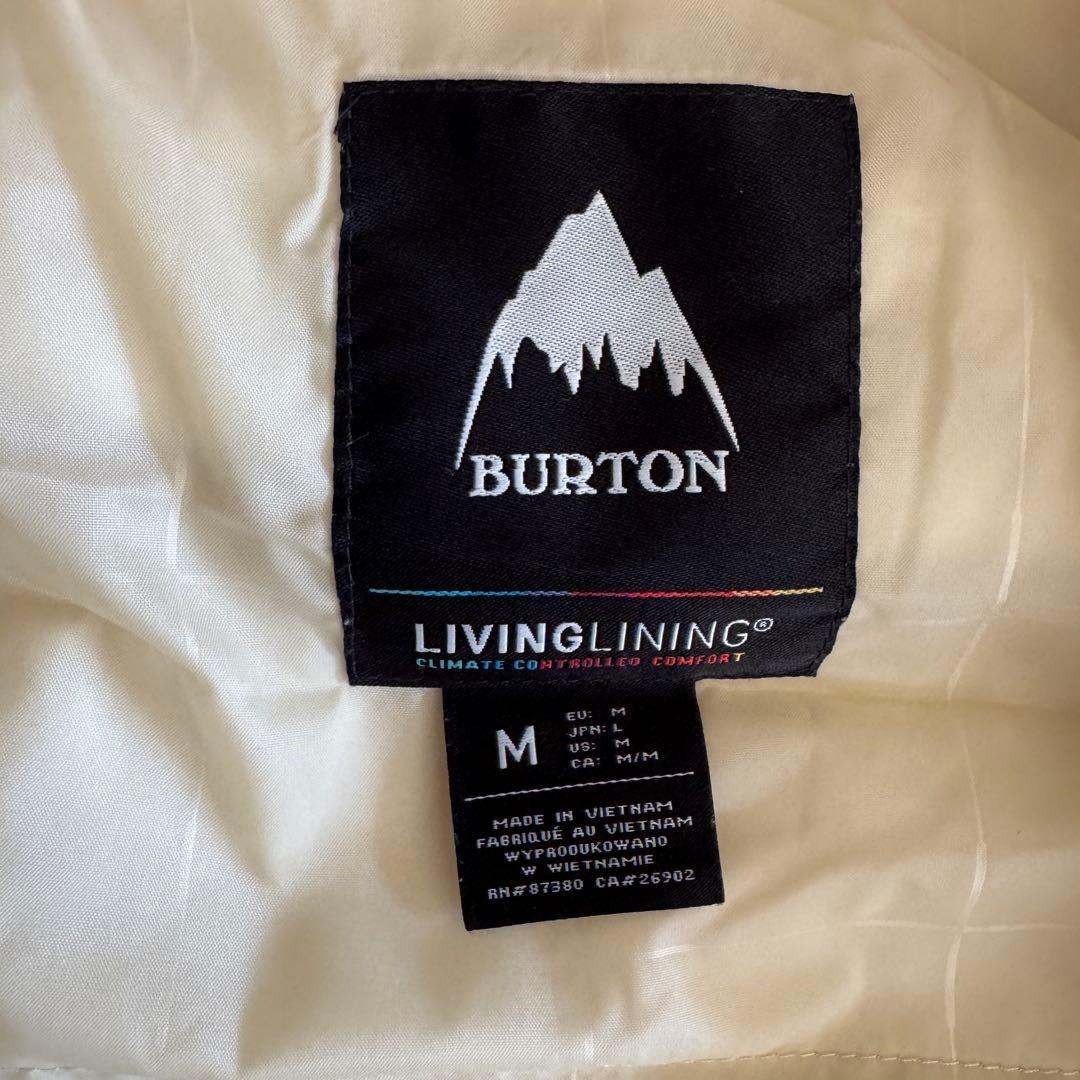 BURTON
LIVINGLINING®
CLIMATE CONTROLLED COMFORT
M
EU: M
JPN: L
US: M
CA: M/M
MADE IN VIETNAM
FABRIQUÉ AU VIETNAM
WYPRODUKOWANO
W WIETNAMIE
RN#87380 CA#26902